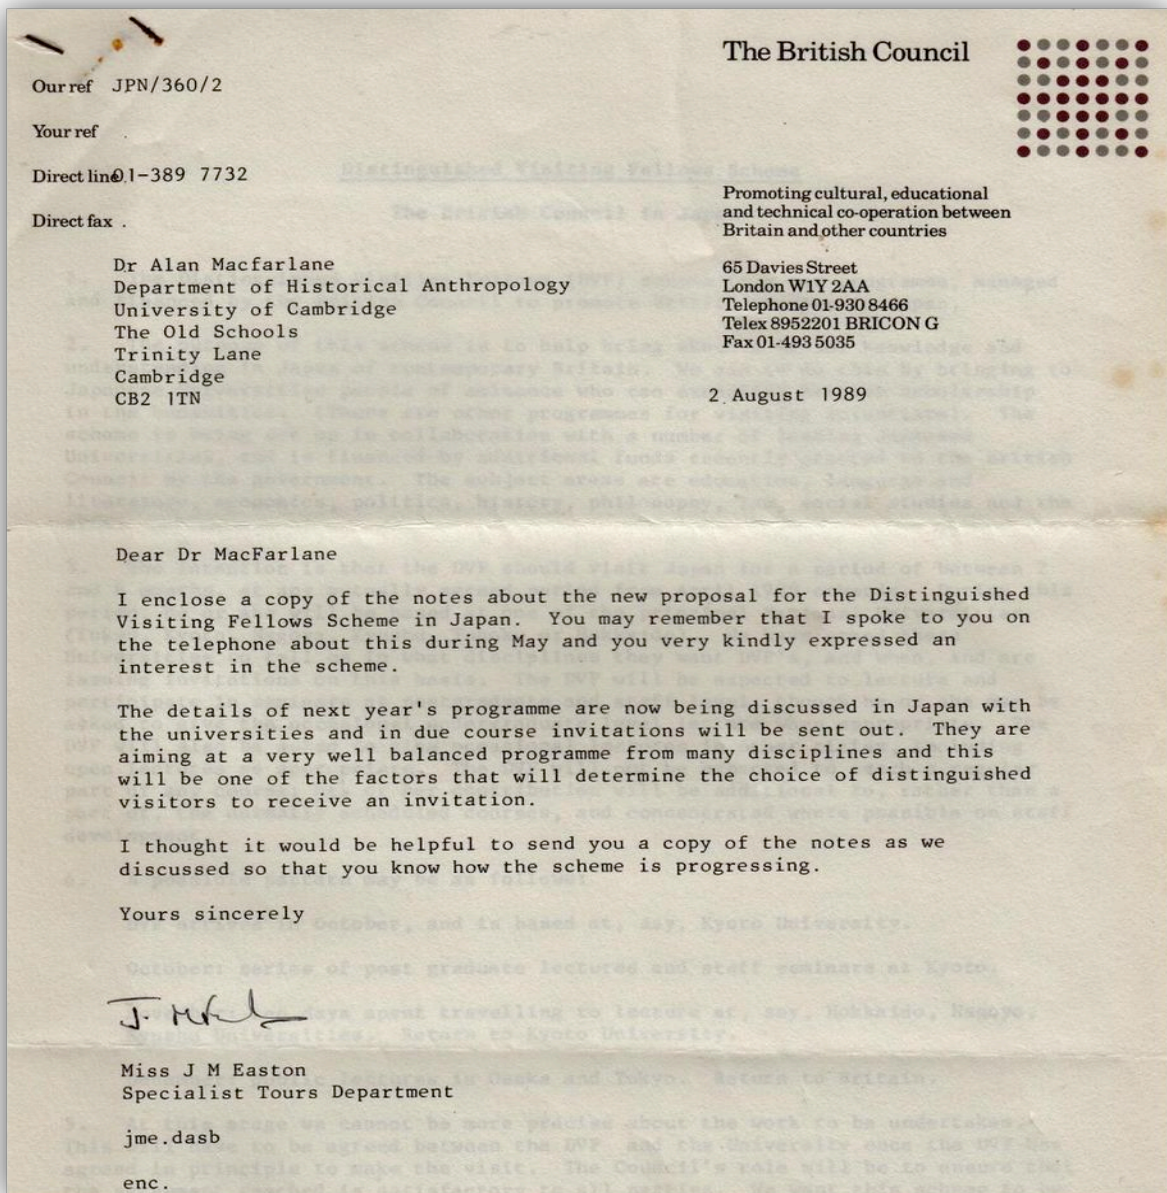 The British Council
Our ref JPN/360/2
Your ref .
Direct line 01-389 7732
Direct fax .
Promoting cultural, educational
and technical co-operation between
Britain and other countries
65 Davies Street
London W1Y 2AA
Telephone 01-930 8466
Telex 8952201 BRICON G
Fax 01-493 5035
Dr Alan Macfarlane
Department of Historical Anthropology
University of Cambridge
The Old Schools
Trinity Lane
Cambridge
CB2 1TN
2 August 1989
Dear Dr MacFarlane
I enclose a copy of the notes about the new proposal for the Distinguished
Visiting Fellows Scheme in Japan. You may remember that I spoke to you on
the telephone about this during May and you very kindly expressed an
interest in the scheme.
The details of next year's programme are now being discussed in Japan with
the universities and in due course invitations will be sent out. They are
aiming at a very well balanced programme from many disciplines and this
will be one of the factors that will determine the choice of distinguished
visitors to receive an invitation.
I thought it would be helpful to send you a copy of the notes as we
discussed so that you know how the scheme is progressing.
Yours sincerely
Miss J M Easton
Specialist Tours Department
jme.dasb
enc.